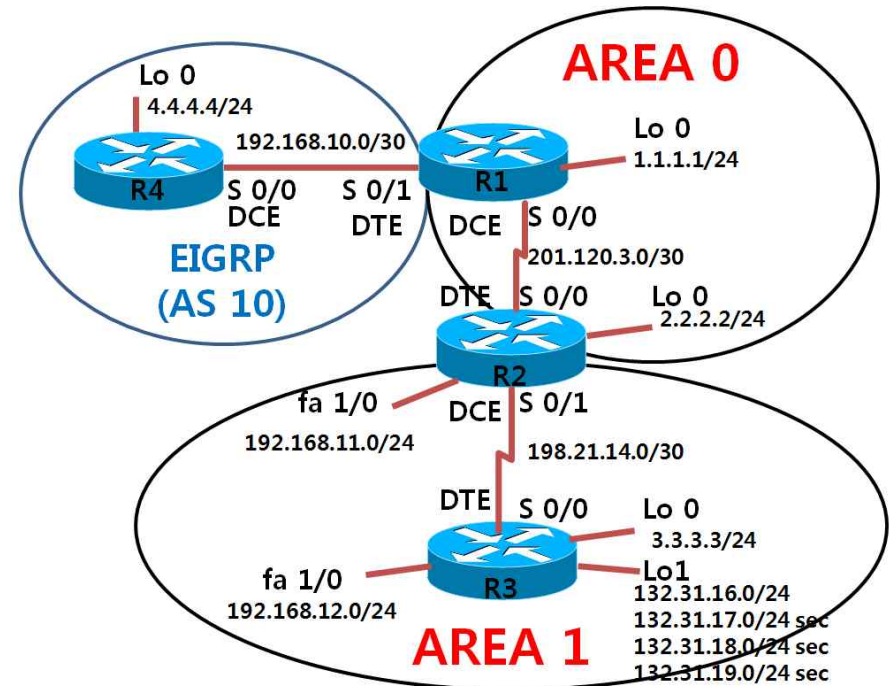 AREA 0
Lo 0
4.4.4.4/24
192.168.10.0/30
R4
S 0/0
DCE
S 0/1
DTE
EIGRP
(AS 10)
R1
Lo 0
1.1.1.1/24
DCE
S 0/0
201.120.3.0/30
DTE
S 0/0
Lo 0
2.2.2.2/24
R2
fa 1/0
192.168.11.0/24
DCE
S 0/1
198.21.14.0/30
DTE
S 0/0
Lo 0
3.3.3.3/24
R3
fa 1/0
192.168.12.0/24
Lo1
132.31.16.0/24
132.31.17.0/24 sec
132.31.18.0/24 sec
132.31.19.0/24 sec
AREA 1